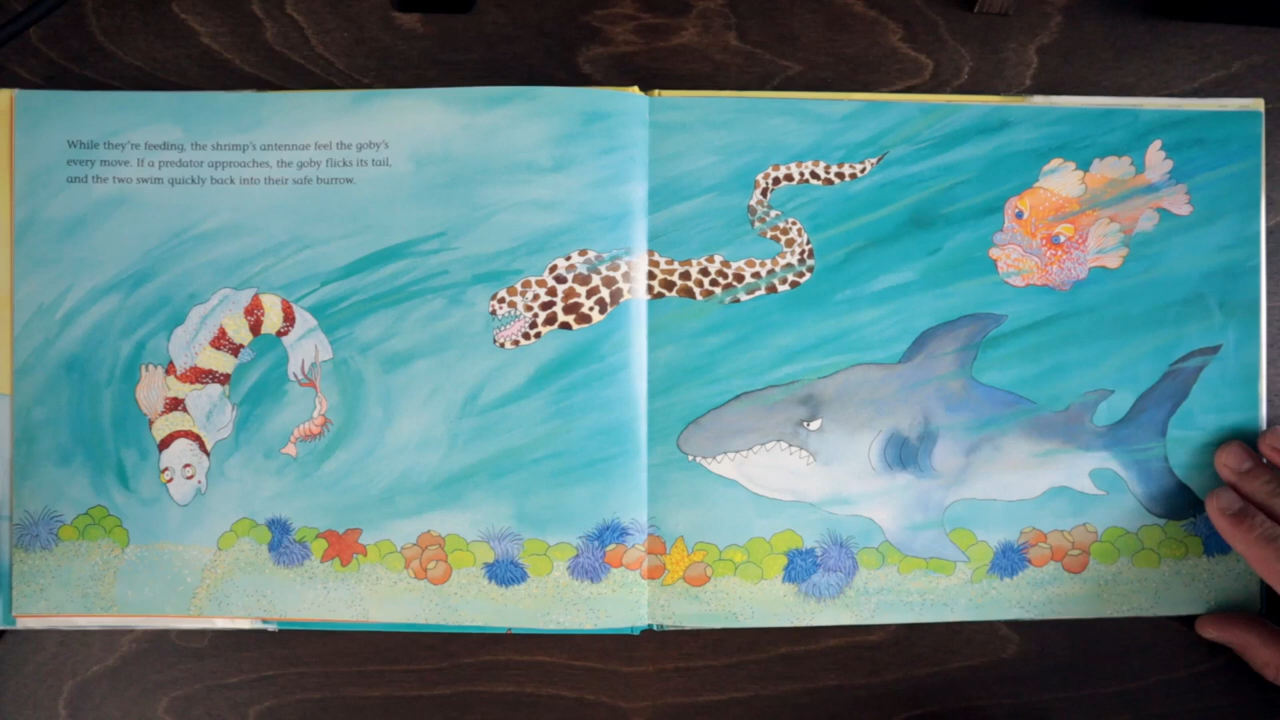 While they're feeding, the shrimp's antennae feel the goby's
every move. If a predator approaches, the goby flicks its tail,
and the two swim quickly back into their safe burrow.